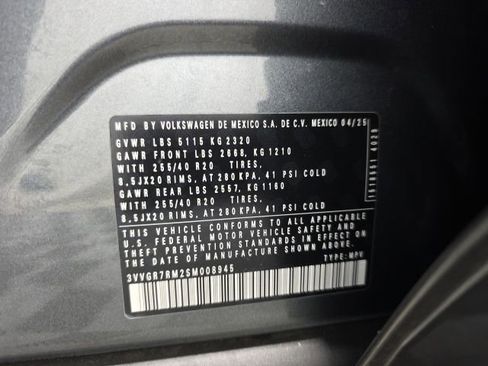 MFD BY VOLKSWAGEN DE MEXICO S.A. DE C.V. MEXICO 04/25
GVWR LBS 5115 KG 2320
GAWR FRONT LBS 2668, KG 1210
WITH 255/40 R20 TIRES,
8,5JX20 RIMS, AT 280 KPA, 41 PSI COLD
GAWR REAR LBS 2557, KG 1160
WITH 255/40 R20 TIRES,
8,5JX20 RIMS, AT 280 KPA, 41 PSI COLD
THIS VEHICLE CONFORMS TO ALL APPLICABLE
U.S. FEDERAL MOTOR VEHICLE SAFETY AND
THEFT PREVENTION STANDARDS IN EFFECT ON THE
DATE OF MANUFACTURE SHOWN ABOVE.
3VVGR7RM2SM008945 TYPE: MPV